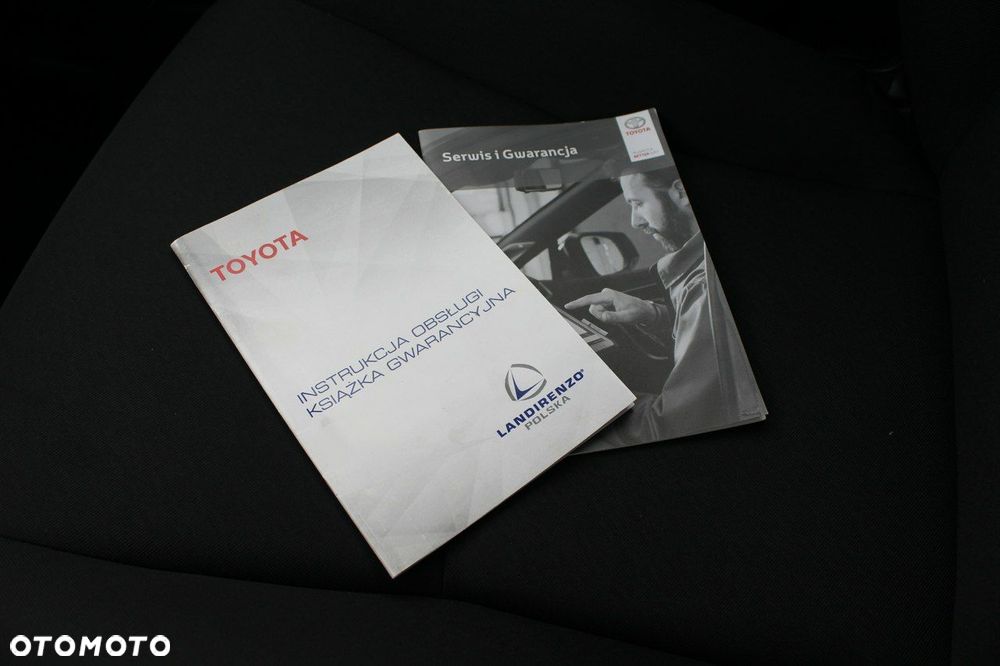 TOYOTA
INSTRUKCJA OBSŁUGI
KSIĄŻKA GWARANCYJNA
LANDIRENZO®
POLSKA
Serwis i Gwarancja
TOYOTA
OTOMOTO